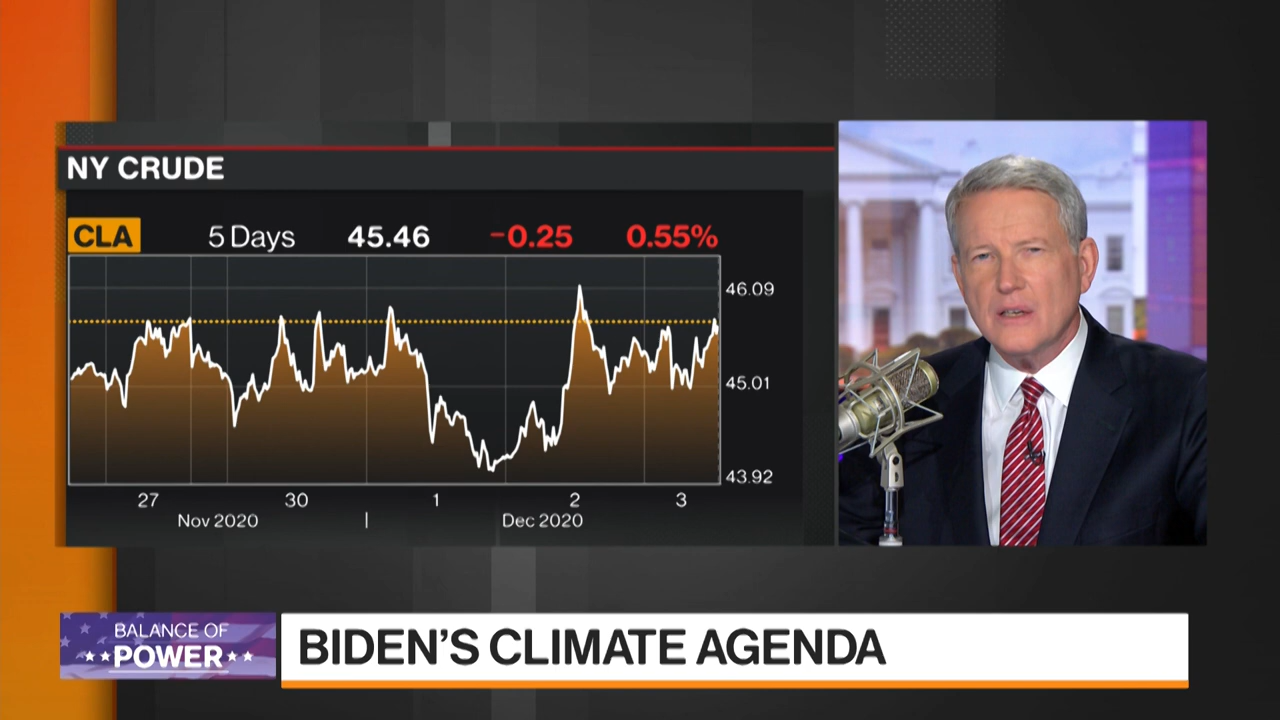 NY CRUDE
CLA 5 Days 45.46 -0.25 0.55%
46.09
45.01
43.92
27 30 1 2 3
Nov 2020 | Dec 2020
BALANCE OF
POWER
BIDEN'S CLIMATE AGENDA